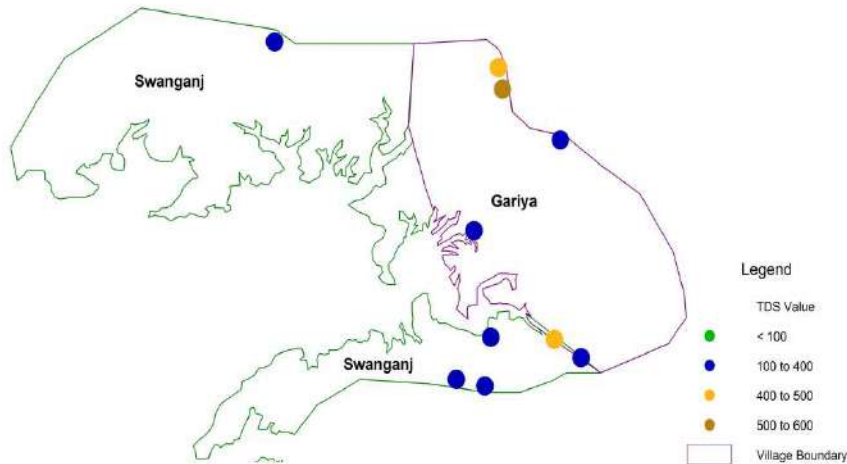 Swanganj
Gariya
Swanganj
Legend
TDS Value
< 100
100 to 400
400 to 500
500 to 600
Village Boundary